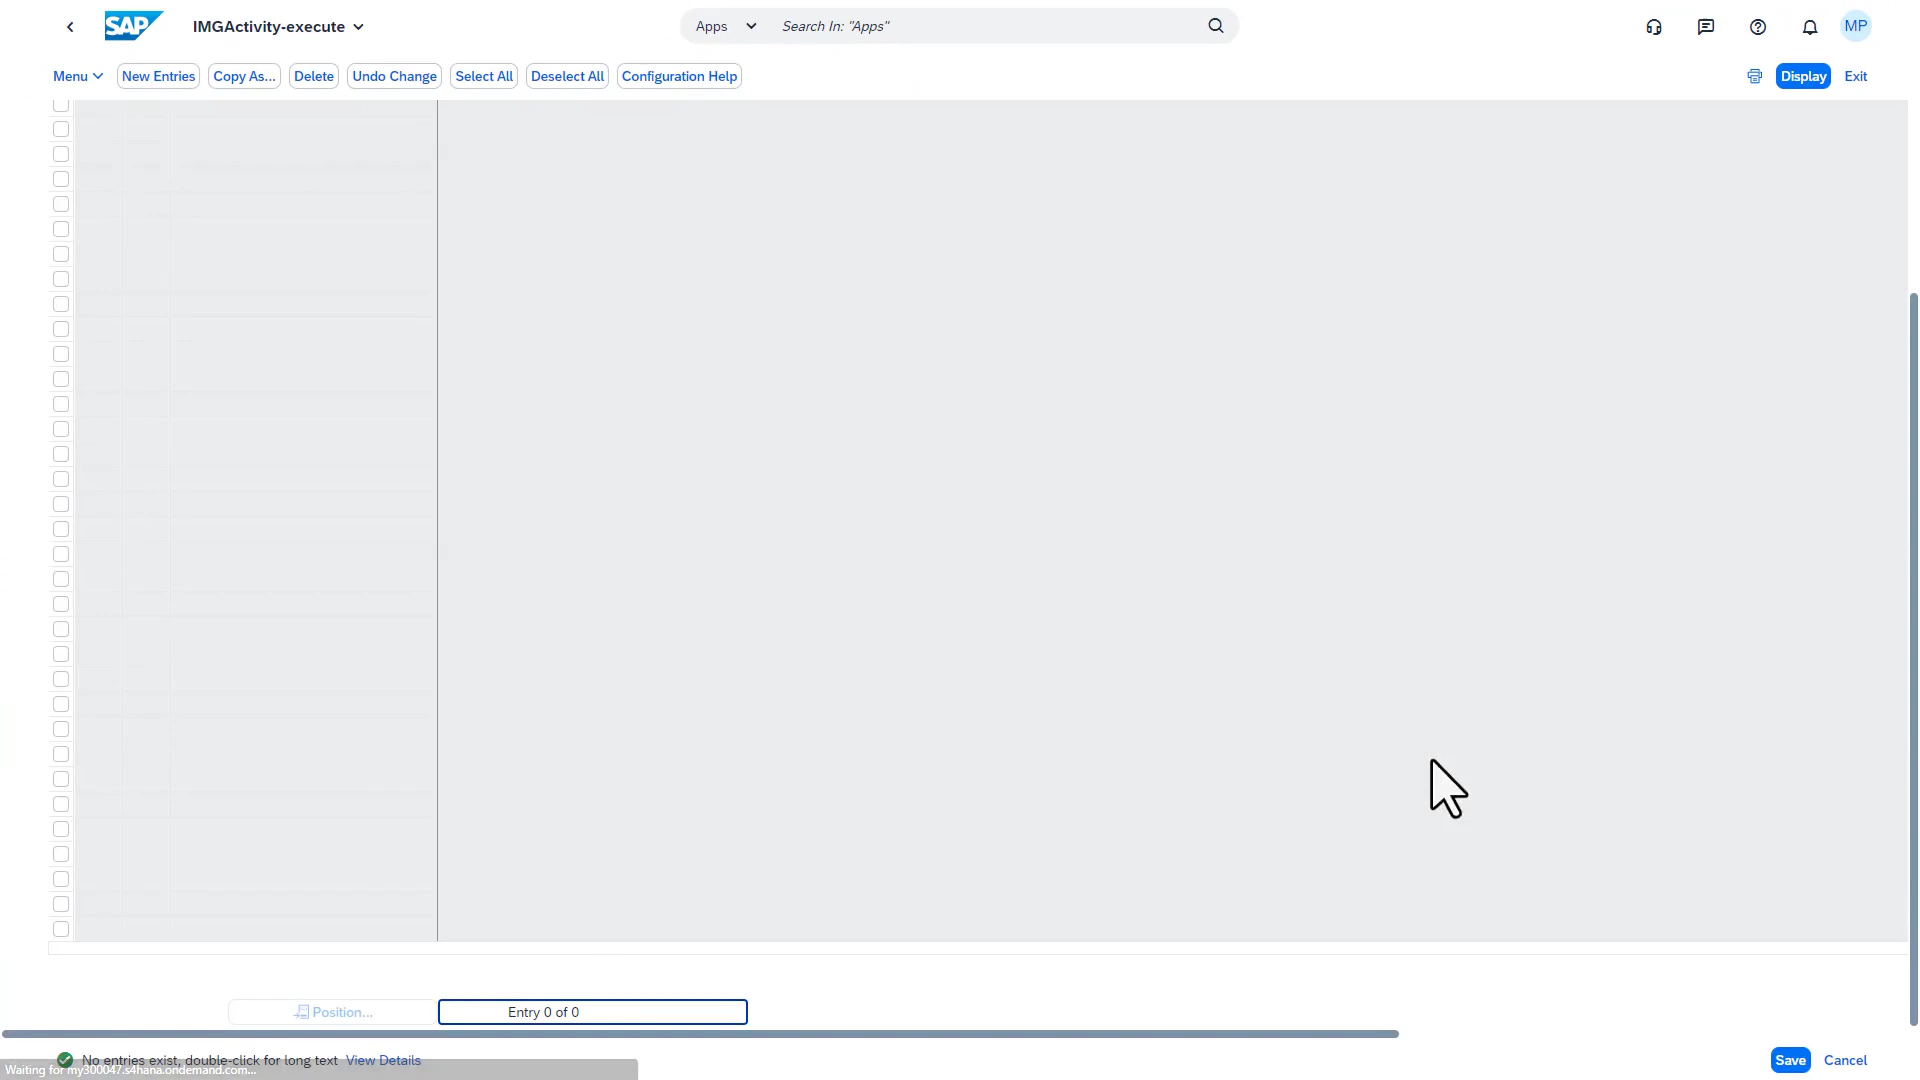 SAP IMGActivity-execute Apps Search In: "Apps" MP
Menu New Entries Copy As... Delete Undo Change Select All Deselect All Configuration Help Display Exit
Position... Entry 0 of 0
No entries exist, double-click for long text View Details Save Cancel
Waiting for my300047.s4hana.ondemand.com...